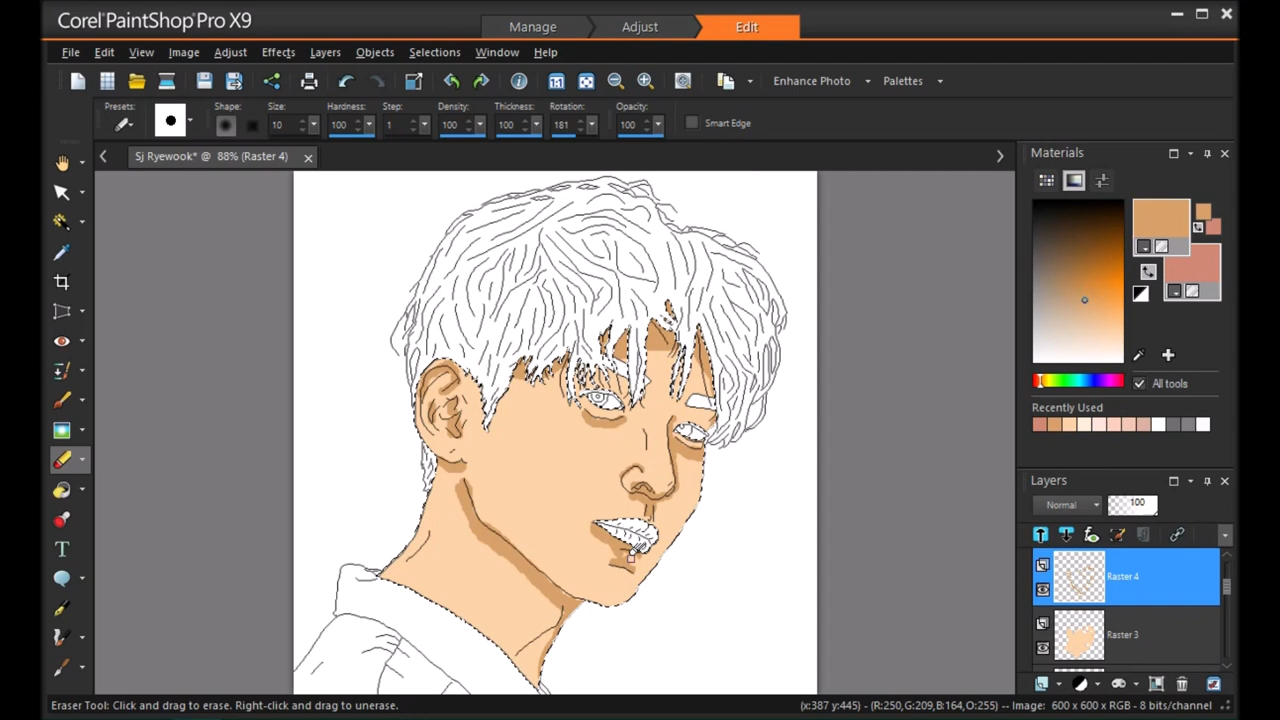 Corel PaintShop Pro X9
Manage Adjust Edit
File Edit View Image Adjust Effects Layers Objects Selections Window Help
Enhance Photo Palettes
Presets: Shape: Size: Hardness: Step: Density: Thickness: Rotation: Opacity:
10 100 1 100 100 181 100 Smart Edge
Sj Ryewook* @ 88% (Raster 4)
Materials
All tools
Recently Used
Layers
Normal 100
Raster 4
Raster 3
Eraser Tool: Click and drag to erase. Right-click and drag to unerase.
(x:387 y:445) - (R:250,G:209,B:164,O:255) -- Image: 600 x 600 x RGB - 8 bits/channel